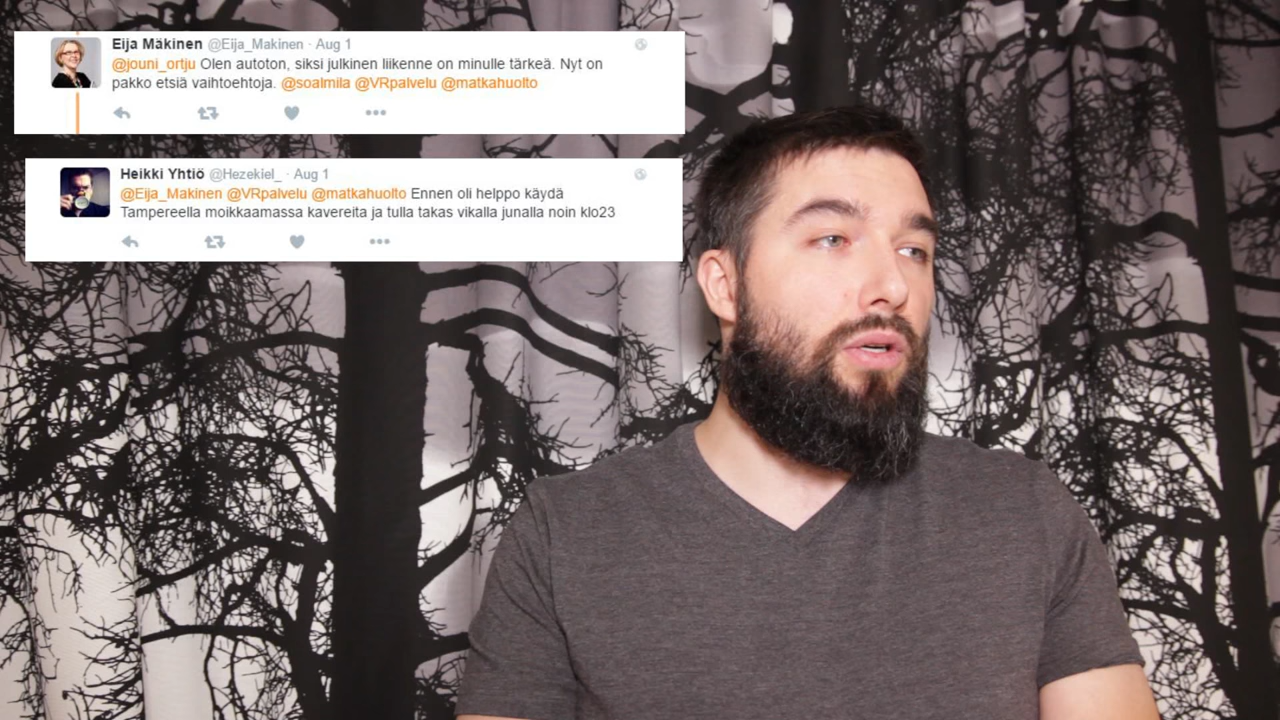 Eija Mäkinen @Eija_Makinen · Aug 1
@jouni_ortju Olen autoton, siksi julkinen liikenne on minulle tärkeä. Nyt on
pakko etsiä vaihtoehtoja. @soalmila @VRpalvelu @matkahuolto
Heikki Yhtiö @Hezekiel_ · Aug 1
@Eija_Makinen @VRpalvelu @matkahuolto Ennen oli helppo käydä
Tampereella moikkaamassa kavereita ja tulla takas vikalla junalla noin klo23